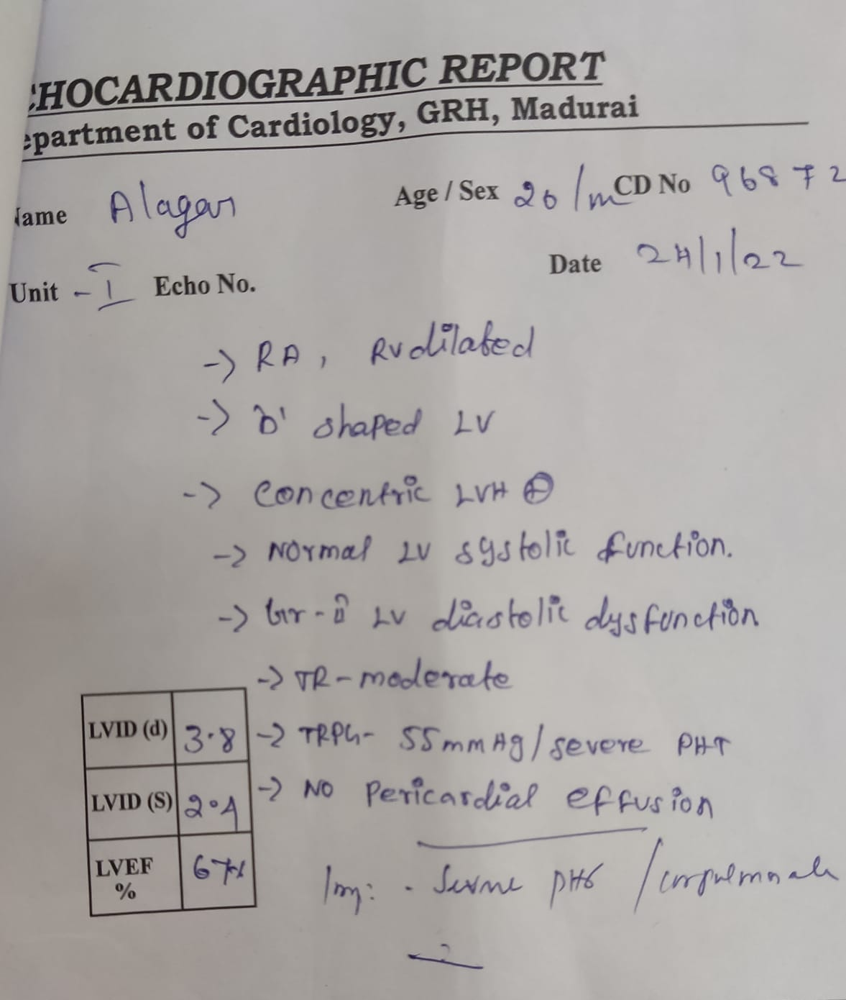 CHOCARDIOGRAPHIC REPORT
epartment of Cardiology, GRH, Madurai
Name Alagar Age / Sex 20/m CD No 96872
Date 24/1/22
Unit - I Echo No.
-> RA, RV dilated
-> 'D' shaped LV
-> Concentric LVH ⊕
-> Normal LV systolic function.
-> Gr-II LV diastolic dysfunction
-> TR - moderate
LVID (d) 3.8 -> TRPG - 55mmHg / severe PHT
LVID (S) 2.4 -> NO Pericardial effusion
LVEF % 67%
Imp: - Severe PHT / corpulmonale